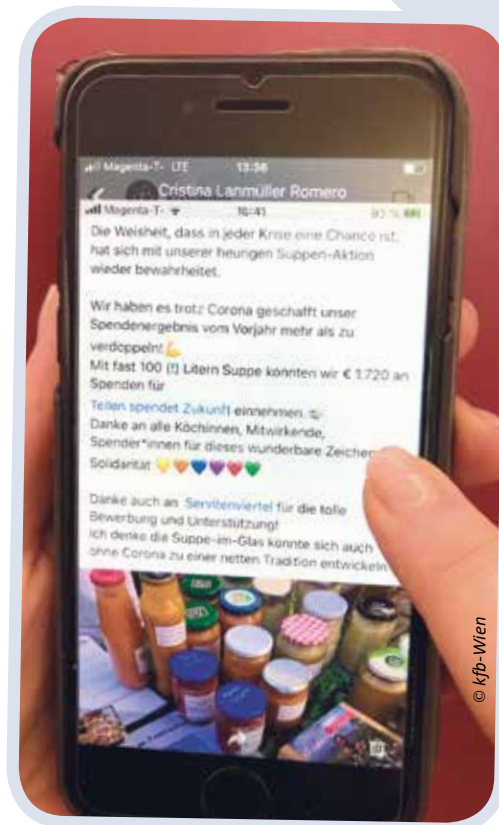 Magenta-T- LTE 13:36
Cristina Lanmüller Romero
Magenta-T- 16:41 93 %
Die Weisheit, dass in jeder Krise eine Chance ist,
hat sich mit unserer heurigen Suppen-Aktion
wieder bewahrheitet.
Wir haben es trotz Corona geschafft unser
Spendenergebnis vom Vorjahr mehr als zu
verdoppeln! 💪
Mit fast 100 (!) Litern Suppe konnten wir € 1.720 an
Spenden für
Teilen spendet Zukunft einnehmen.
Danke an alle Köchinnen, Mitwirkende,
Spender*innen für dieses wunderbare Zeichen
Solidarität 💛🧡💙💜❤️💚
Danke auch an Servitenviertel für die tolle
Bewerbung und Unterstützung!
Ich denke die Suppe-im-Glas könnte sich auch
ohne Corona zu einer netten Tradition entwickeln
© kfb-Wien